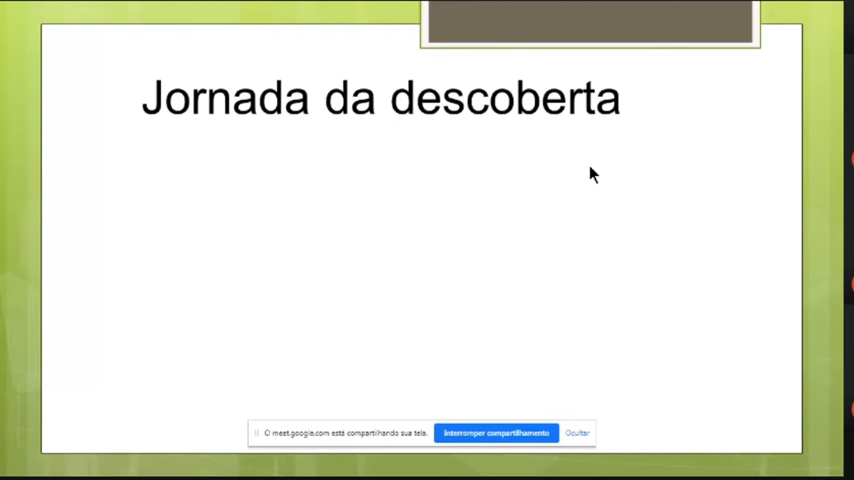 Jornada da descoberta
O meet.google.com está compartilhando sua tela. Interromper compartilhamento Ocultar